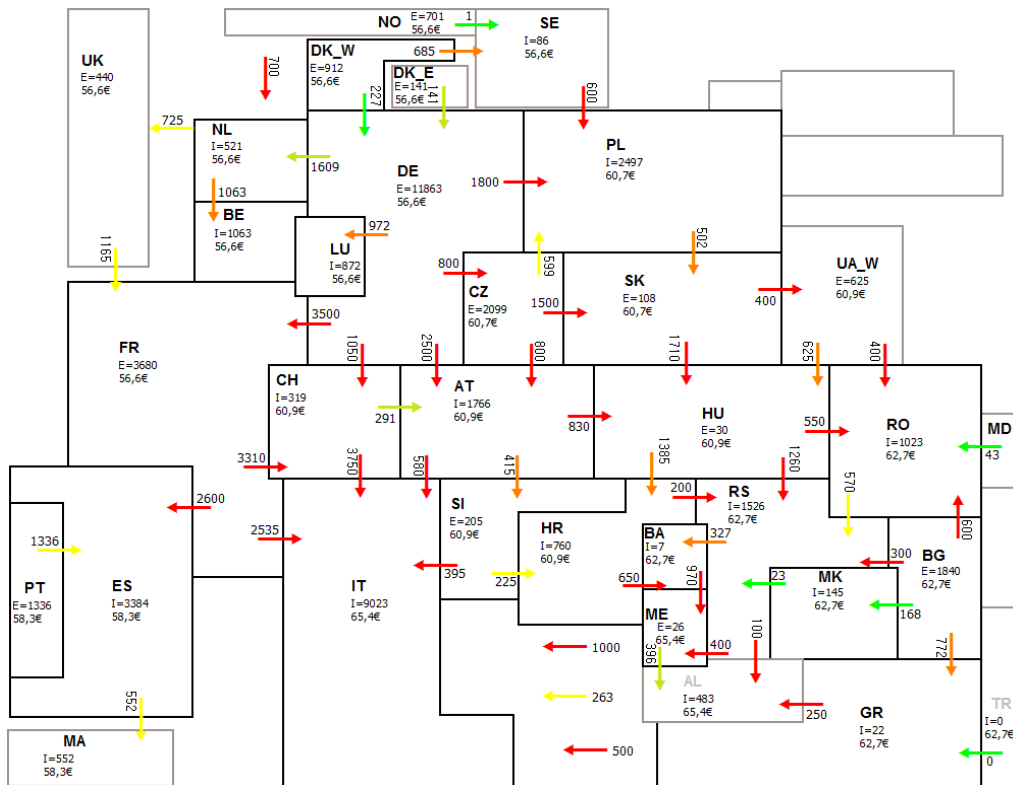 NO
E=701
56,6€
1
SE
I=86
56,6€
UK
E=440
56,6€
700
DK_W
E=912
56,6€
685
DK_E
E=141
56,6€
227
141
600
725
NL
I=521
56,6€
1609
DE
E=11863
56,6€
1800
PL
I=2497
60,7€
1063
BE
I=1063
56,6€
LU
I=872
56,6€
972
1165
800
599
502
CZ
E=2099
60,7€
1500
SK
E=108
60,7€
400
UA_W
E=625
60,9€
3500
FR
E=3680
56,6€
1050
2500
800
1710
625
400
CH
I=319
60,9€
291
AT
I=1766
60,9€
830
HU
E=30
60,9€
550
RO
I=1023
62,7€
MD
43
3310
3750
580
415
1385
1260
570
600
2600
2535
SI
E=205
60,9€
395
225
HR
I=760
60,9€
200
RS
I=1526
62,7€
BA
I=7
62,7€
327
300
BG
E=1840
62,7€
1336
PT
E=1336
58,3€
ES
I=3384
58,3€
IT
I=9023
65,4€
650
970
23
MK
I=145
62,7€
168
ME
E=26
65,4€
396
400
100
772
1000
263
500
552
MA
I=552
58,3€
AL
I=483
65,4€
250
GR
I=22
62,7€
TR
I=0
62,7€
0